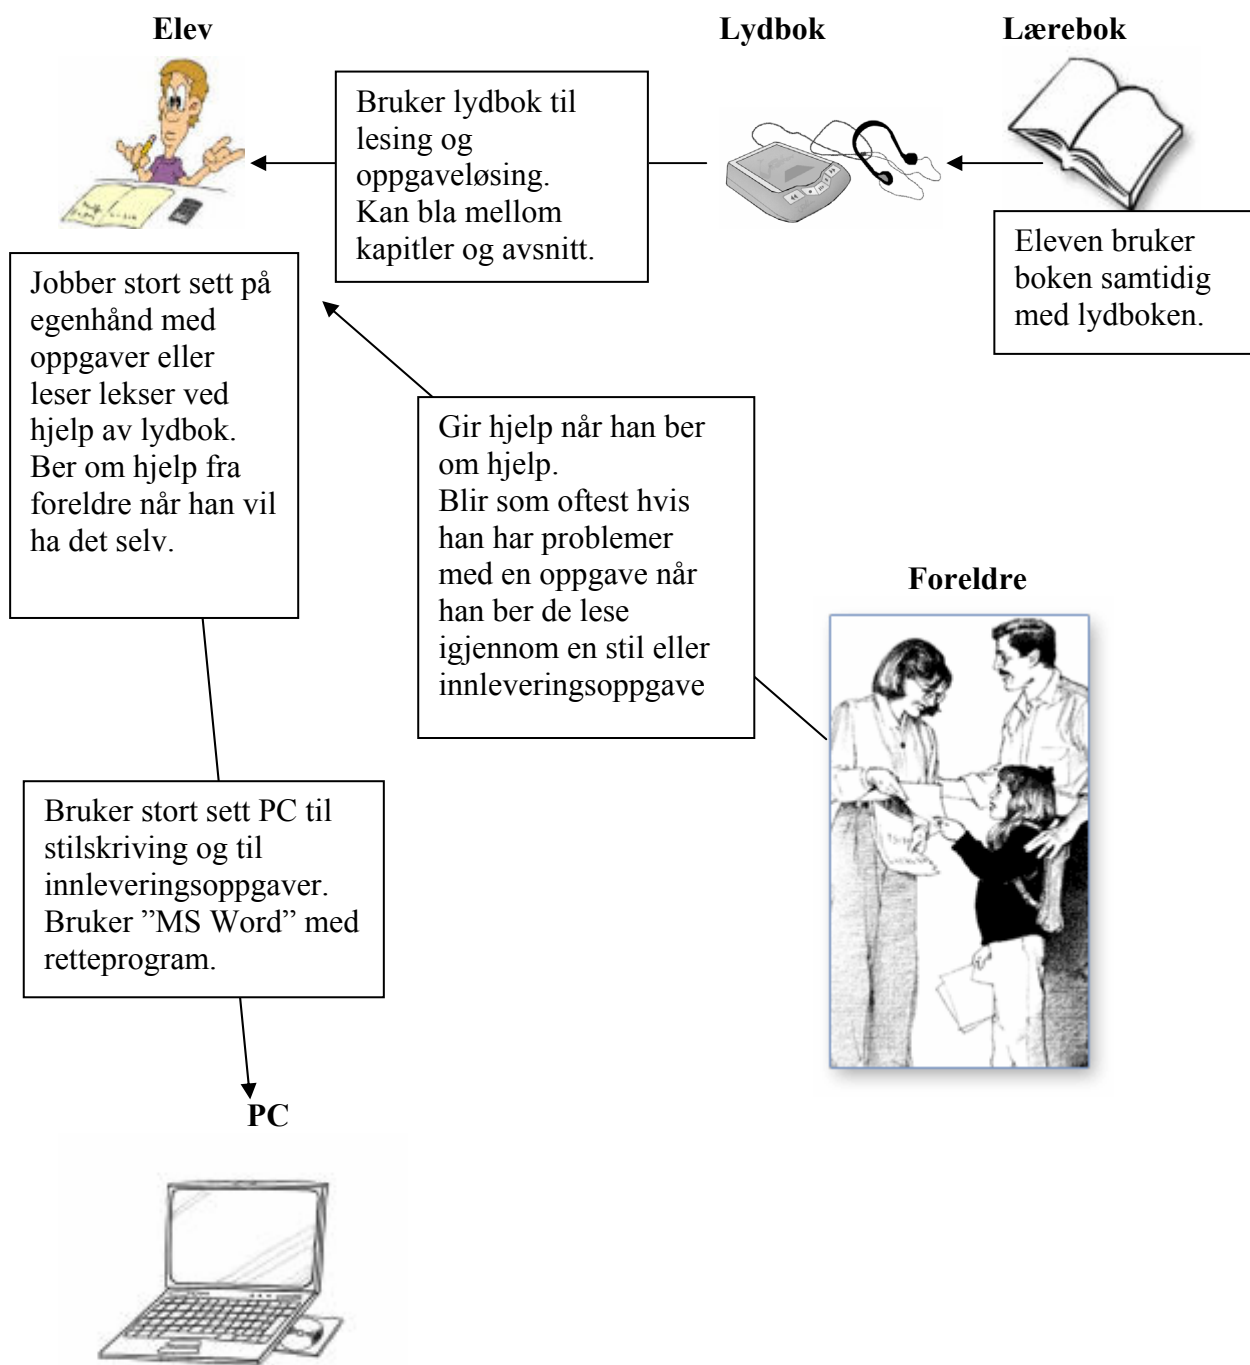 Elev
Lydbok
Lærebok
Bruker lydbok til
lesing og
oppgaveløsing.
Kan bla mellom
kapitler og avsnitt.
Eleven bruker
boken samtidig
med lydboken.
Jobber stort sett på
egenhånd med
oppgaver eller
leser lekser ved
hjelp av lydbok.
Ber om hjelp fra
foreldre når han vil
ha det selv.
Gir hjelp når han ber
om hjelp.
Blir som oftest hvis
han har problemer
med en oppgave når
han ber de lese
igjennom en stil eller
innleveringsoppgave
Foreldre
Bruker stort sett PC til
stilskriving og til
innleveringsoppgaver.
Bruker ”MS Word” med
retteprogram.
PC